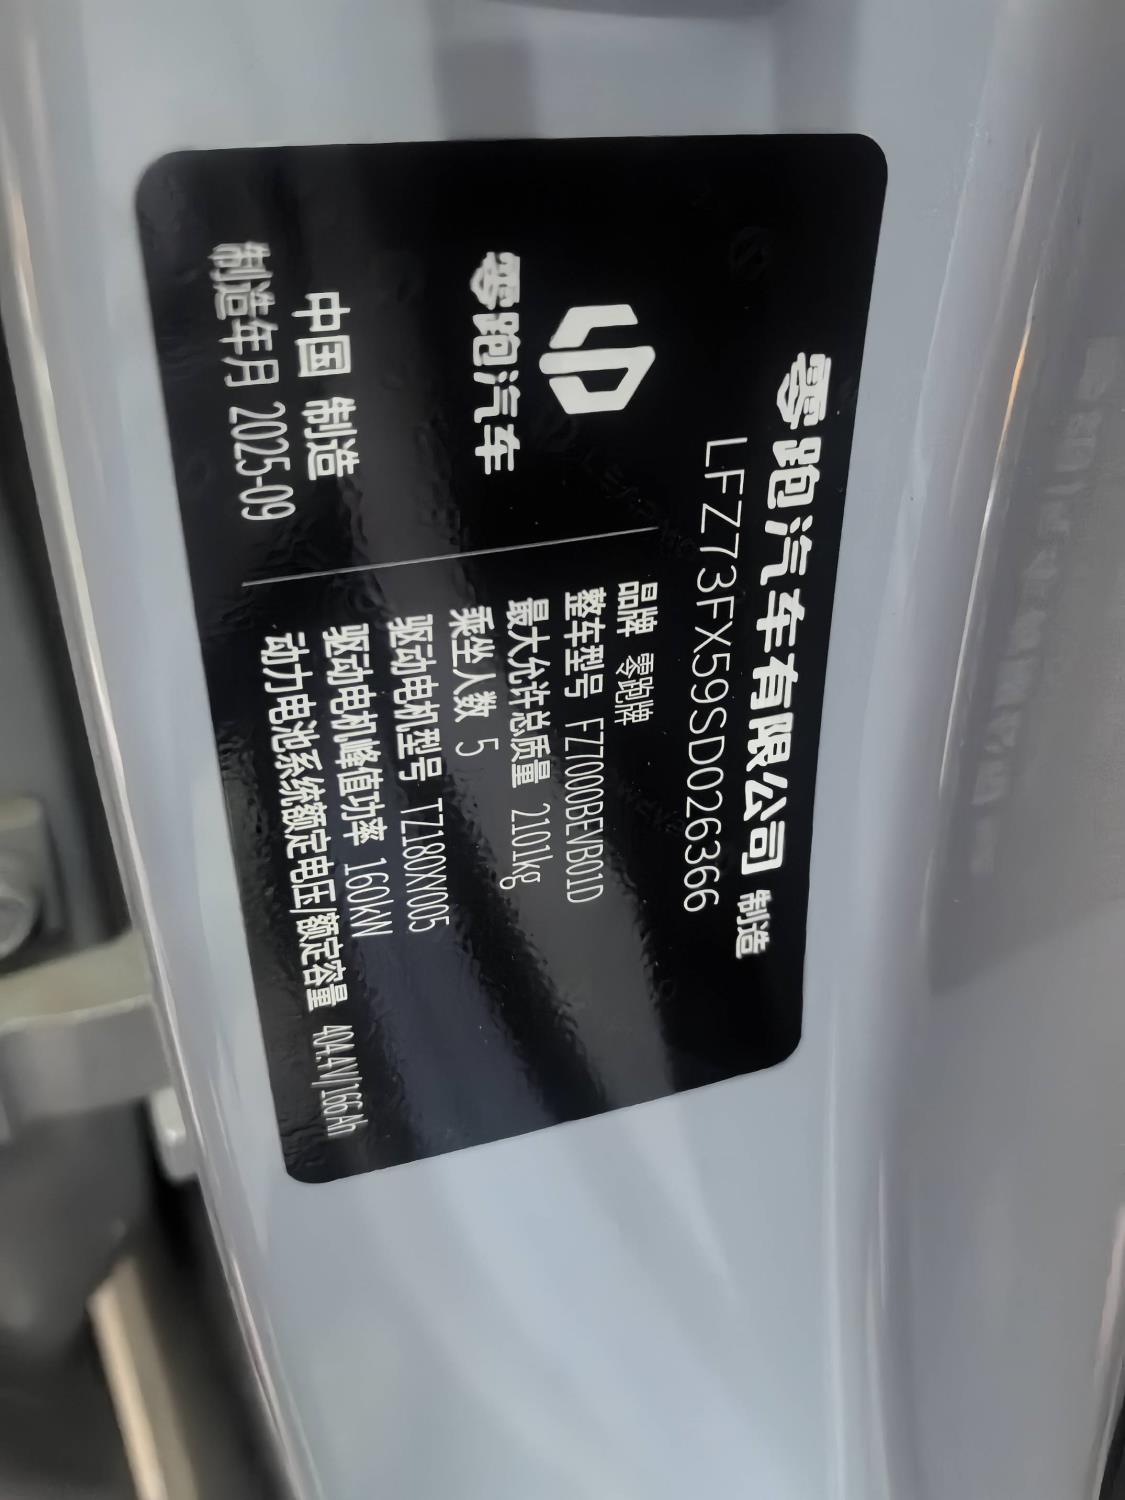 零跑汽车有限公司 制造
LFZ73FX59SD026366
零跑汽车
中国 制造
制造年月 2025-09
品牌 零跑牌
整车型号 FZ7000BEVB01D
最大允许总质量 2101kg
乘坐人数 5
驱动电机型号 TZ180XY005
驱动电机峰值功率 160kW
动力电池系统额定电压/额定容量 404.4V/166Ah